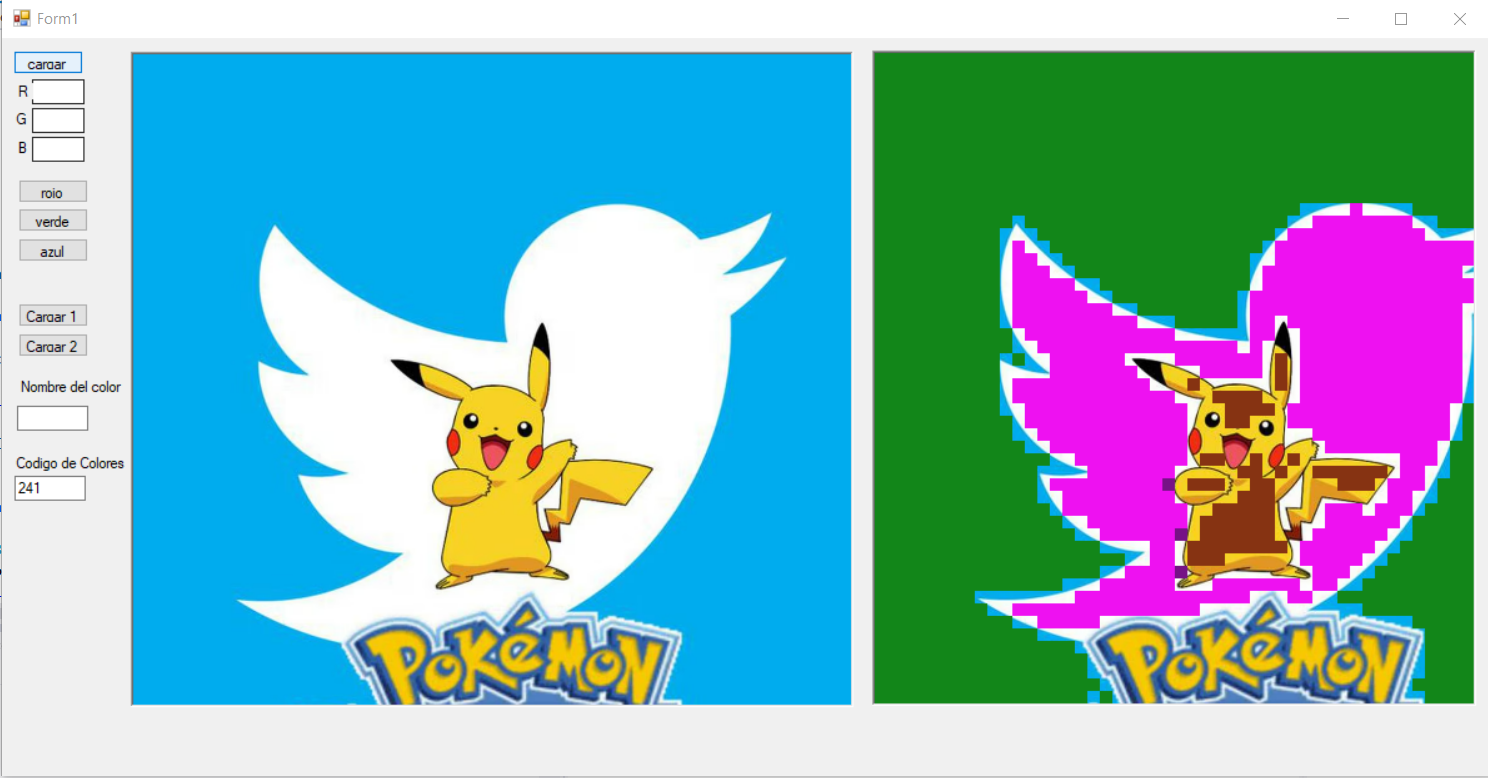 Form1
cargar
R
G
B
rojo
verde
azul
Cargar 1
Cargar 2
Nombre del color
Codigo de Colores
241
POKéMON
POKéMON